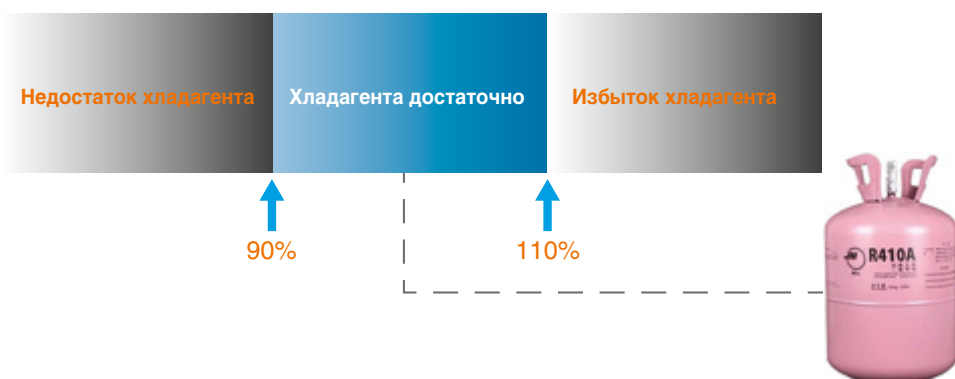 Недостаток хладагента
Хладагента достаточно
Избыток хладагента
90%
110%
R410A